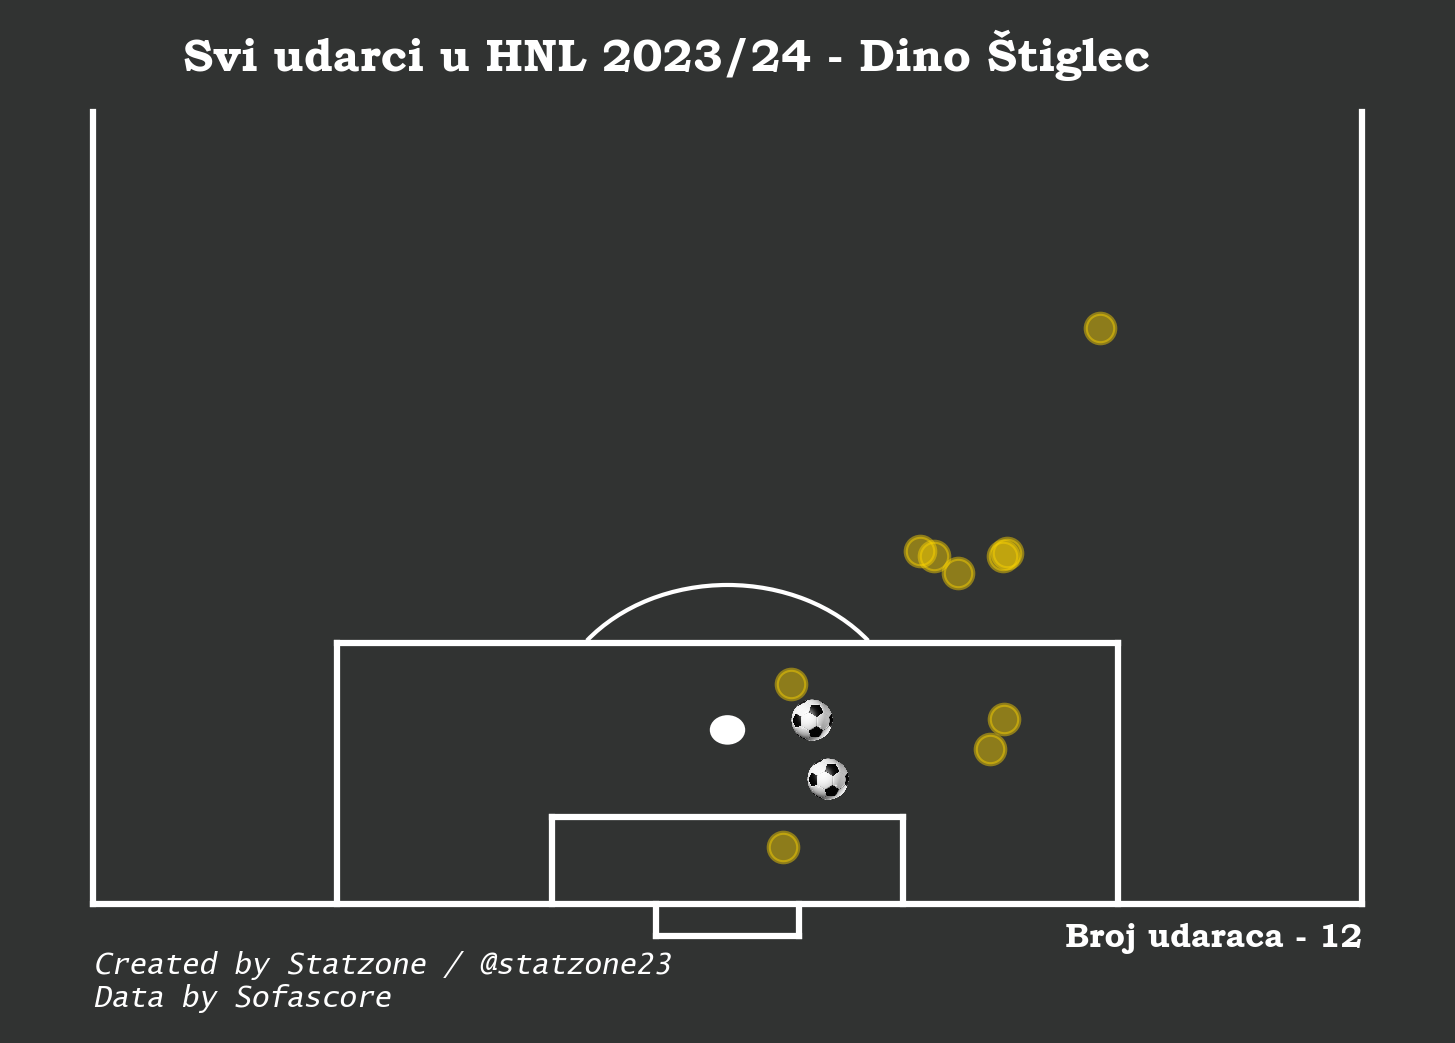 Svi udarci u HNL 2023/24 - Dino Štiglec
Broj udaraca - 12
Created by Statzone / @statzone23
Data by Sofascore